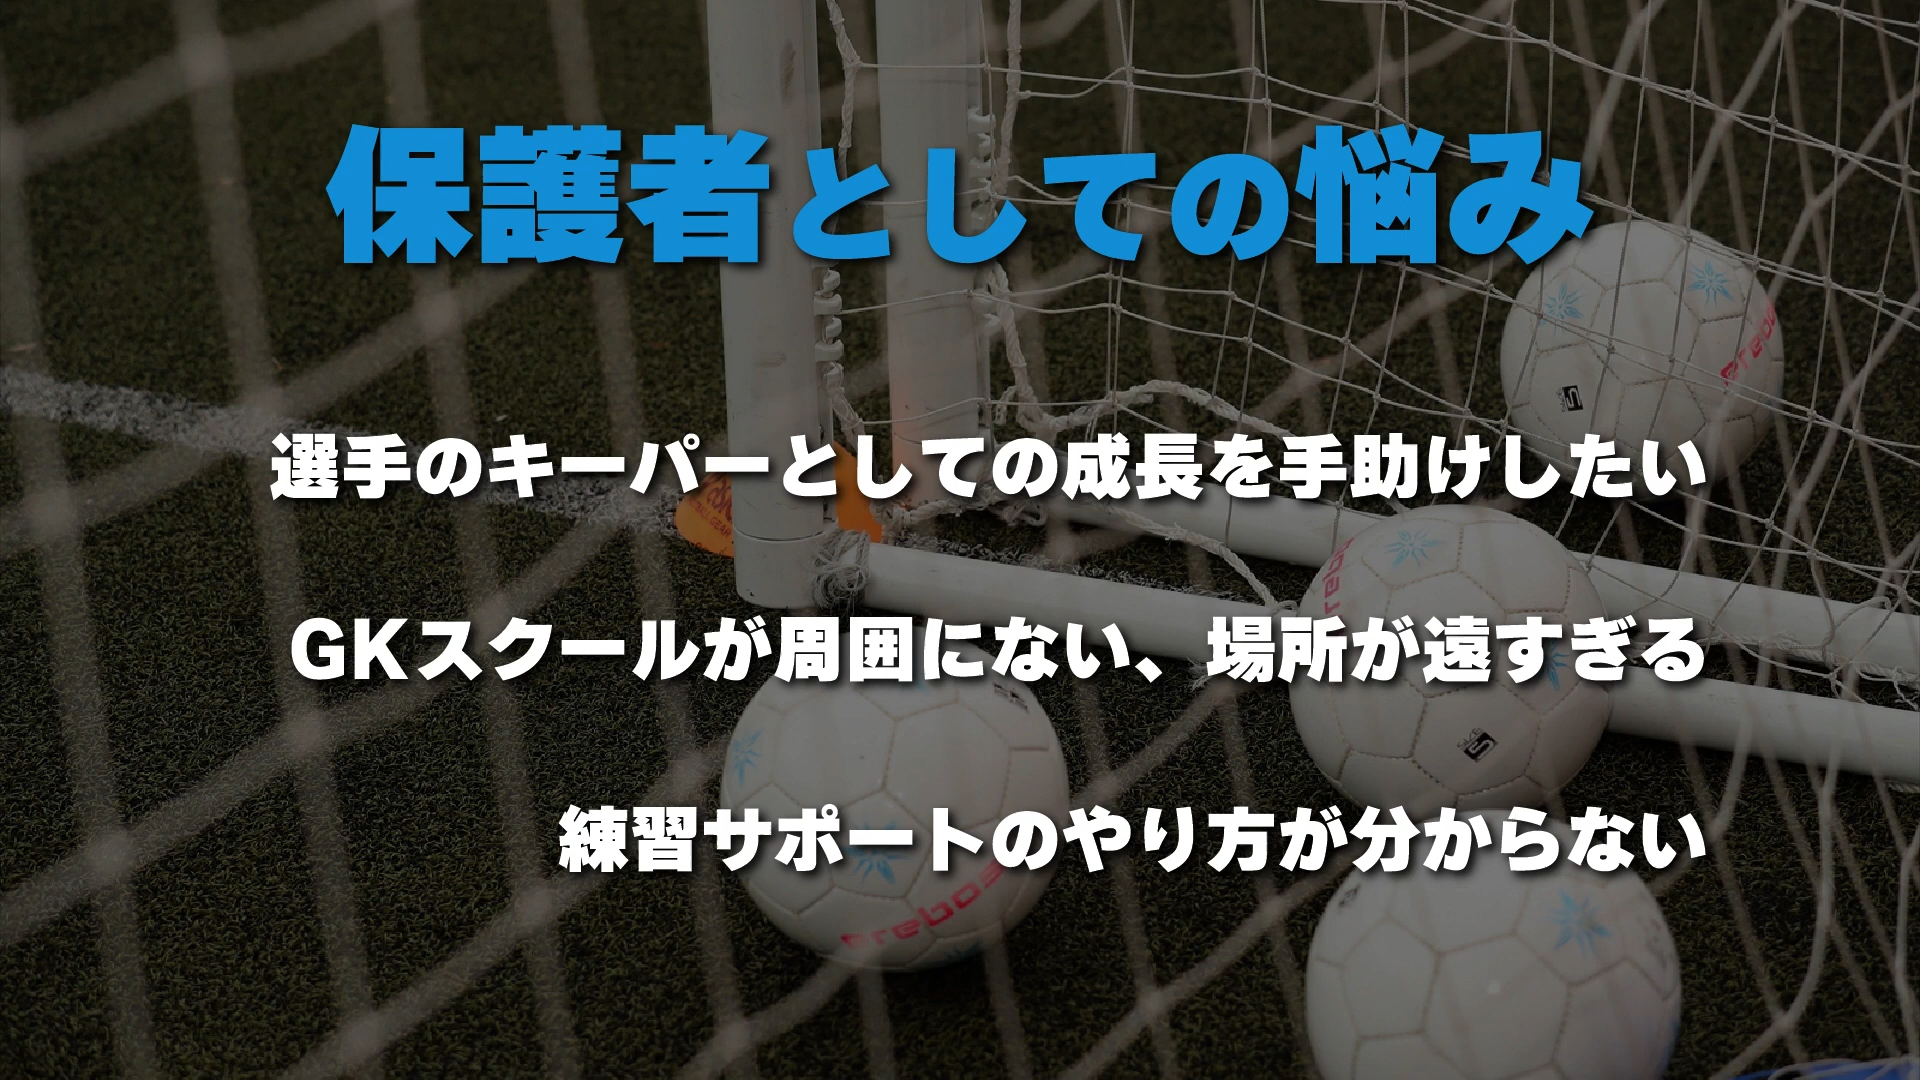 保護者としての悩み
選手のキーパーとしての成長を手助けしたい
GKスクールが周囲にない、場所が遠すぎる
練習サポートのやり方が分からない